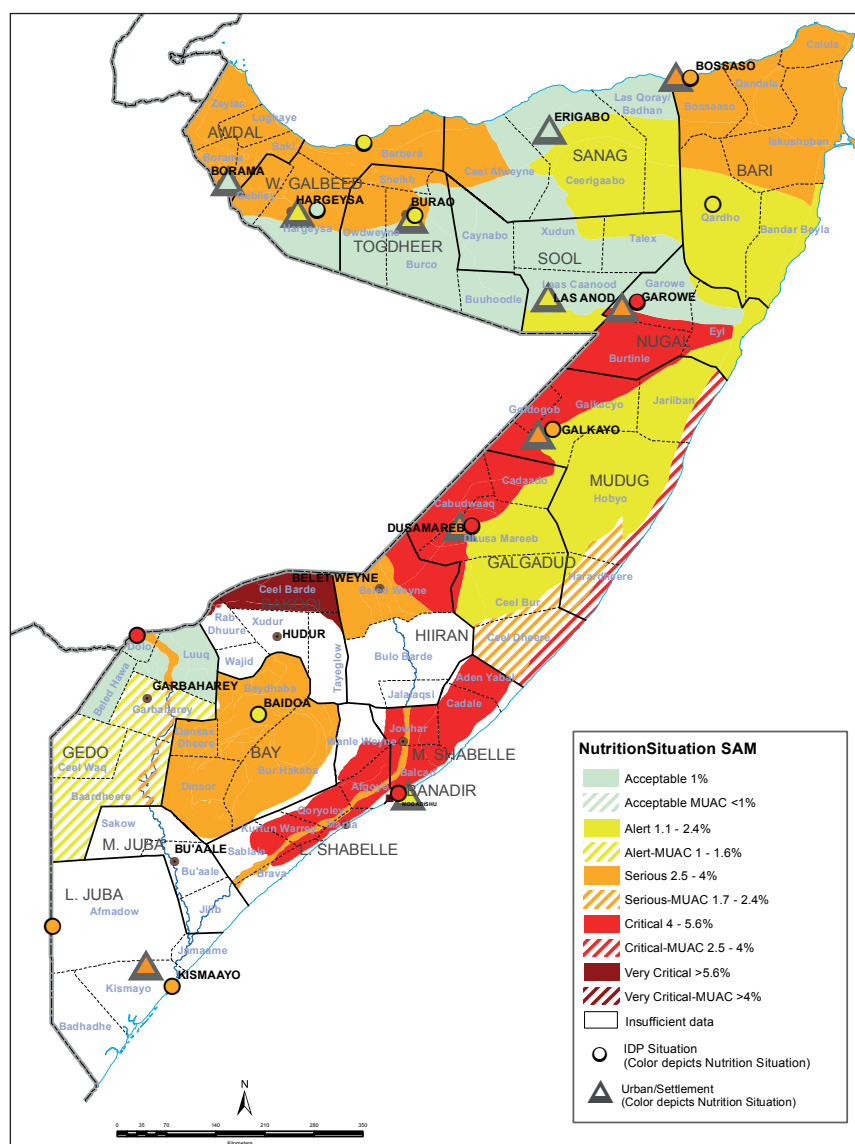 Calula
BOSSASO
Qandala
Las Qoray/
Badhan
Bossaaso
Zeylac
ERIGABO
Lughaye
AWDAL
Iskushuban
SANAG
Baki
Berbera
BARI
Borama
Ceel Afweyne
Ceerigaabo
BORAMA
W. GALBEED
Sheish
Gebiley
HARGEYSA
BURAO
Qardho
Hargeysa
Owdweyne
Caynabo
Xudun
Talex
Bandar Beyla
TOGDHEER
SOOL
Burco
Laas Caanood
Garowe
Buuhoodle
LAS ANOD
GAROWE
Eyl
NUGAL
Burtinle
Galdogob
Galkacyo
Jariiban
GALKAYO
Cadaado
MUDUG
Hobyo
Cabudwaaq
DUSAMAREB
Dhusa Mareeb
GALGADUD
BELET WEYNE
Harardheere
Ceel Barde
Beled Weyne
Ceel Bur
BAKOOL
Rab
Dhuure
Xudur
HUDUR
HIIRAN
Ceel Dheere
Dolo
Luuq
Wajid
Tayeglow
Bulo Barde
Beled Hawa
Aden Yabal
GARBAHAREY
Baydhaba
Jalalaqsi
Garbaharey
BAIDOA
Cadale
Qansax
Dheere
Jowhar
Wanle Weyne
GEDO
BAY
M. SHABELLE
Ceel Waq
Bur Hakaba
Balcad
Dinsor
Afgoye
BANADIR
Baardheere
MOGADISHU
Qoryoley
Sakow
Kurtun Warrey
Marka
M. JUBA
BU'AALE
Sablale
L. SHABELLE
Bu'aale
Brava
L. JUBA
Afmadow
Jilib
Jamaame
KISMAAYO
Kismayo
Badhadhe
NutritionSituation SAM
Acceptable 1%
Acceptable MUAC <1%
Alert 1.1 - 2.4%
Alert-MUAC 1 - 1.6%
Serious 2.5 - 4%
Serious-MUAC 1.7 - 2.4%
Critical 4 - 5.6%
Critical-MUAC 2.5 - 4%
Very Critical >5.6%
Very Critical-MUAC >4%
Insufficient data
IDP Situation
(Color depicts Nutrition Situation)
Urban/Settlement
(Color depicts Nutrition Situation)
N
0 35 70 140 210 280 350
Kilometers